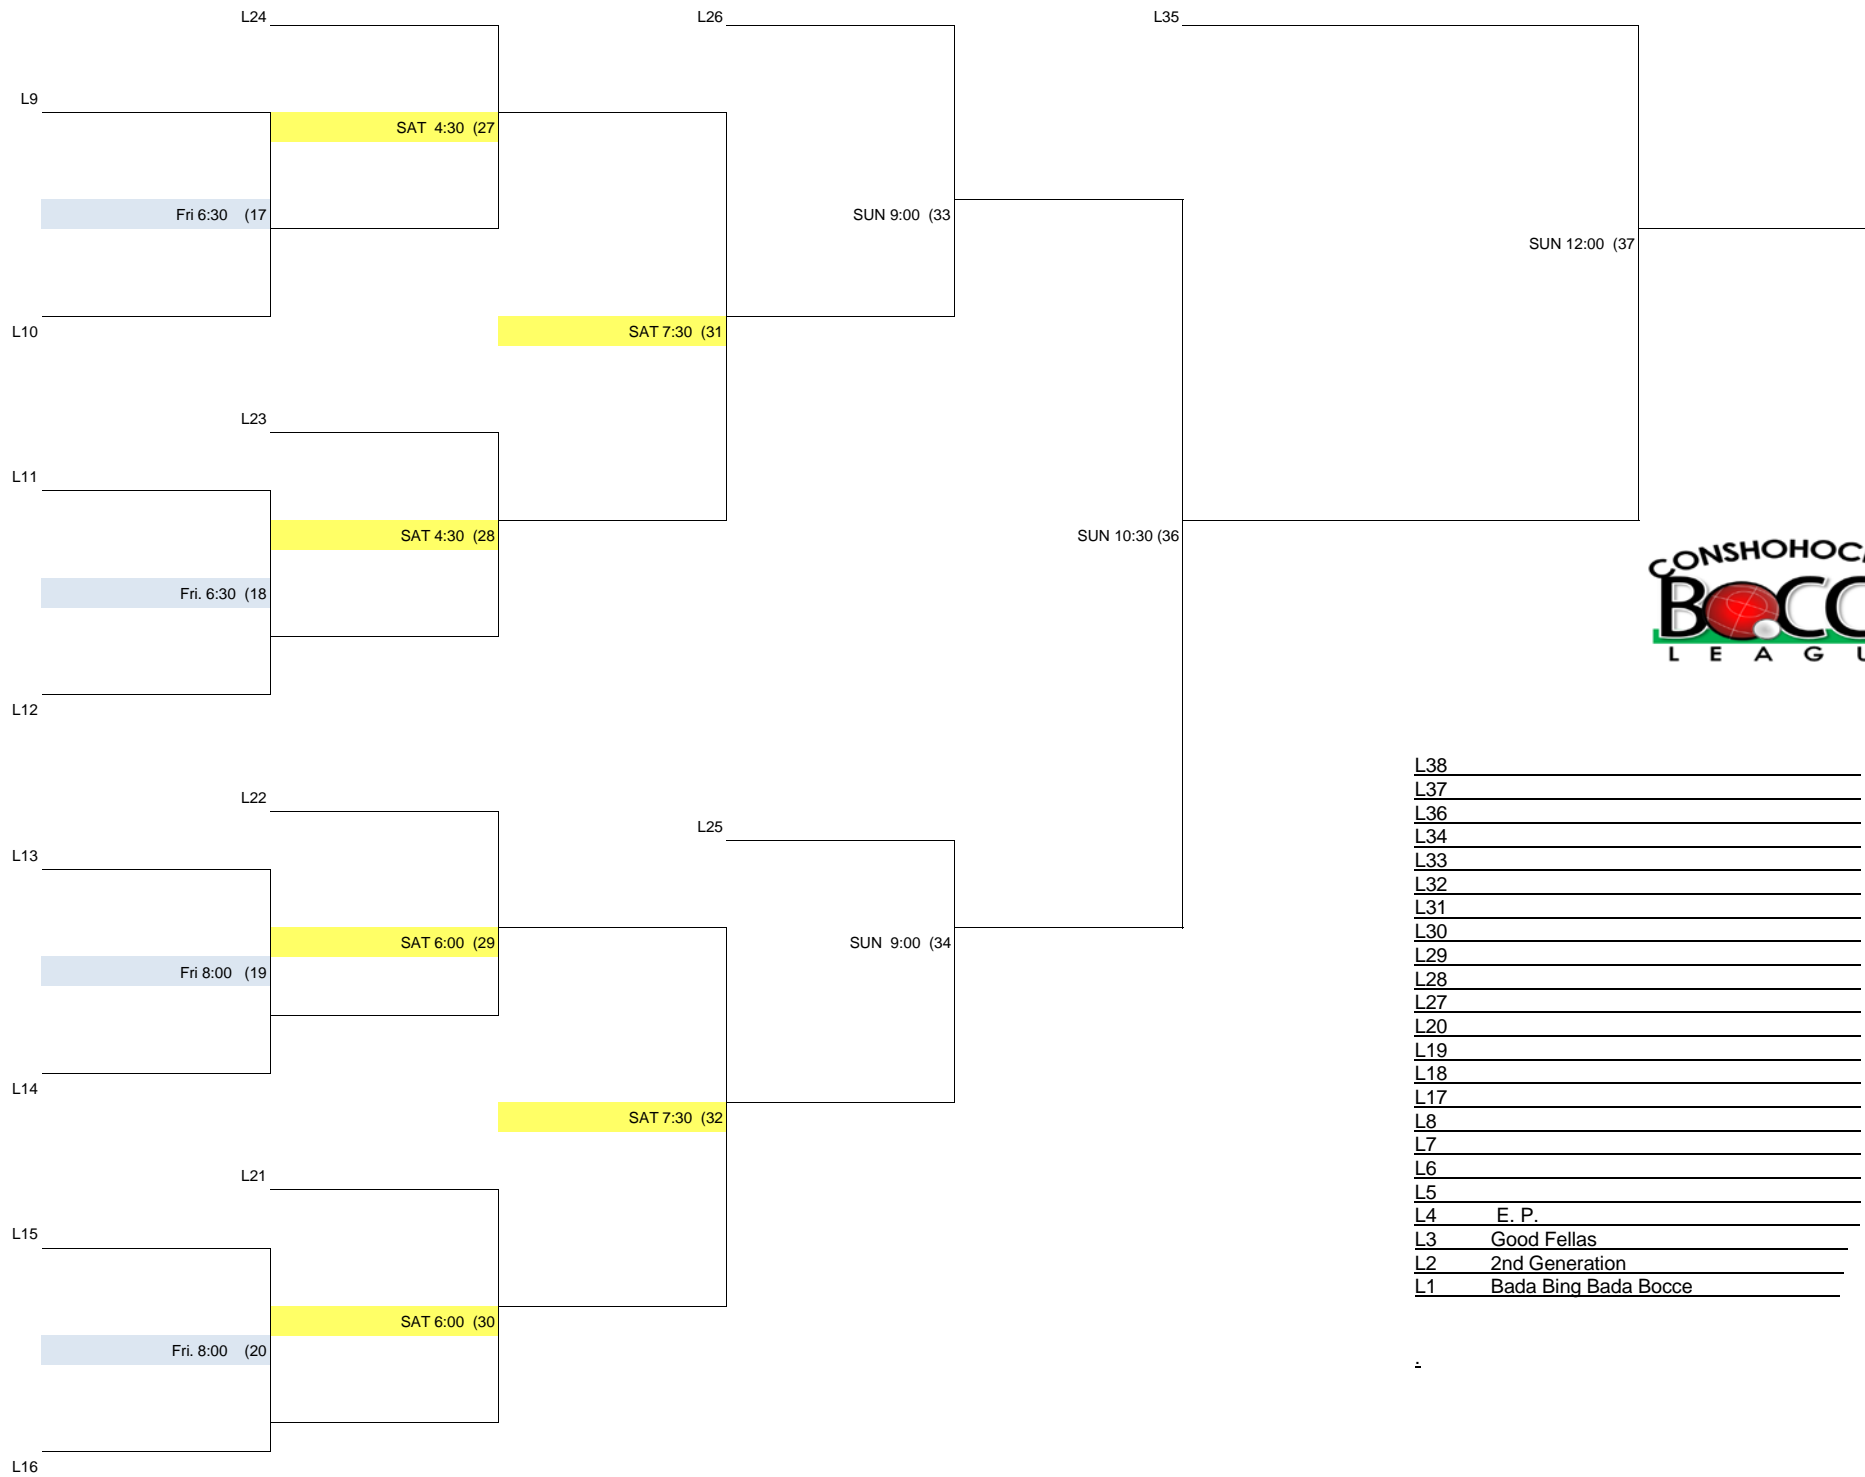 L24
L26
L35
L9
SAT  4:30  (27
Fri 6:30    (17
SUN 9:00  (33
SUN 12:00  (37
L10
SAT 7:30  (31
L23
L11
SAT 4:30  (28
SUN 10:30 (36
Fri. 6:30  (18
L12
L22
L25
L13
SAT 6:00  (29
SUN  9:00  (34
Fri 8:00   (19
L14
SAT 7:30  (32
L21
L15
SAT 6:00  (30
Fri. 8:00    (20
L16
BOCC
LEAGU
L38
L37
L36
L34
L33
L32
L31
L30
L29
L28
L27
L20
L19
L18
L17
L8
L7
L6
L5
L4 E. P.
L3 Good Fellas
L2 2nd Generation
L1 Bada Bing Bada Bocce
.